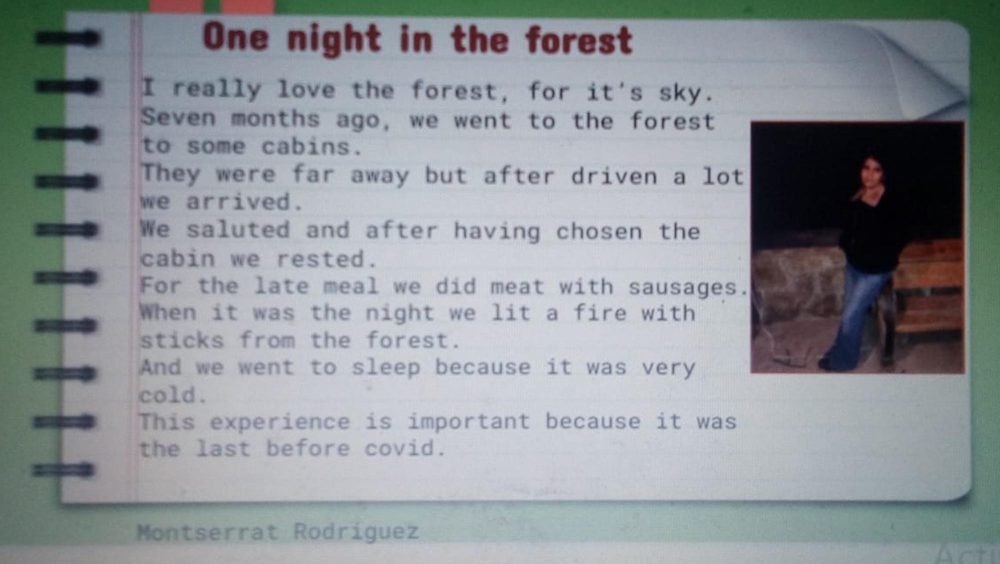 One night in the forest
I really love the forest, for it's sky.
Seven months ago, we went to the forest
to some cabins.
They were far away but after driven a lot
we arrived.
We saluted and after having chosen the
cabin we rested.
For the late meal we did meat with sausages.
When it was the night we lit a fire with
sticks from the forest.
And we went to sleep because it was very
cold.
This experience is important because it was
the last before covid.
Montserrat Rodriguez